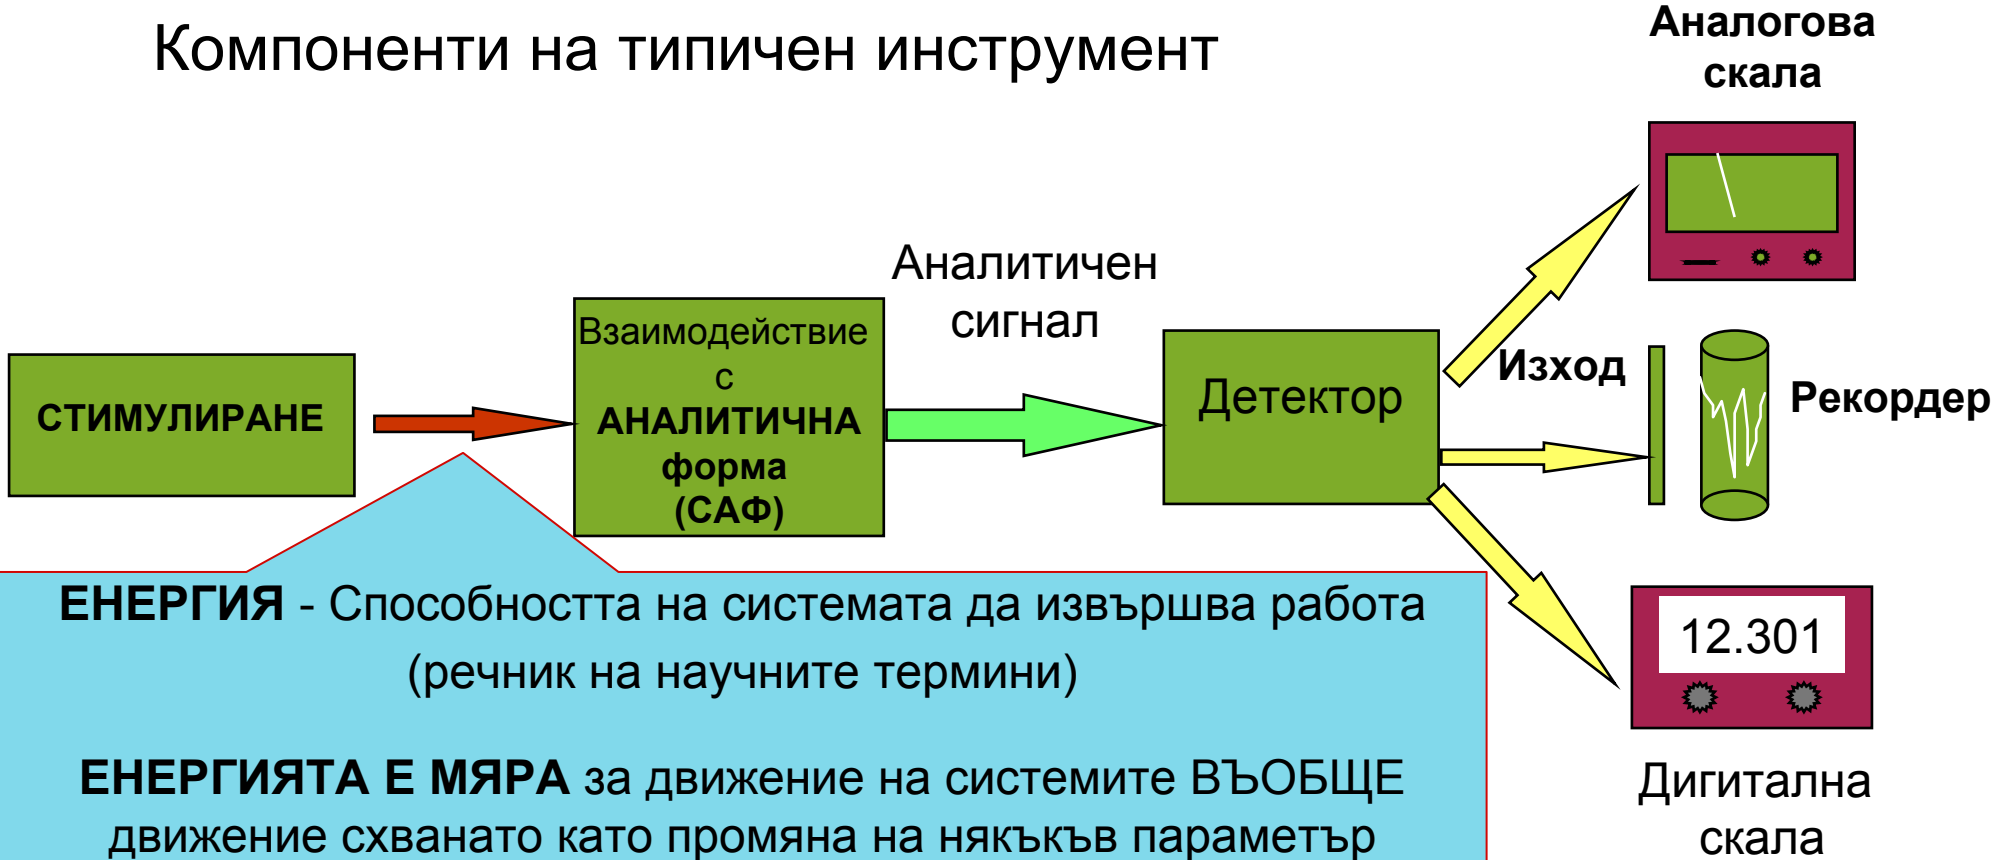 Компоненти на типичен инструмент
Аналогова
скала
СТИМУЛИРАНЕ
Взаимодействие
с
АНАЛИТИЧНА
форма
(САФ)
Аналитичен
сигнал
Детектор
Изход
Рекордер
12.301
Дигитална
скала
ЕНЕРГИЯ - Способността на системата да извършва работа
(речник на научните термини)
ЕНЕРГИЯТА Е МЯРА за движение на системите ВЪОБЩЕ
движение схванато като промяна на някъкъв параметър